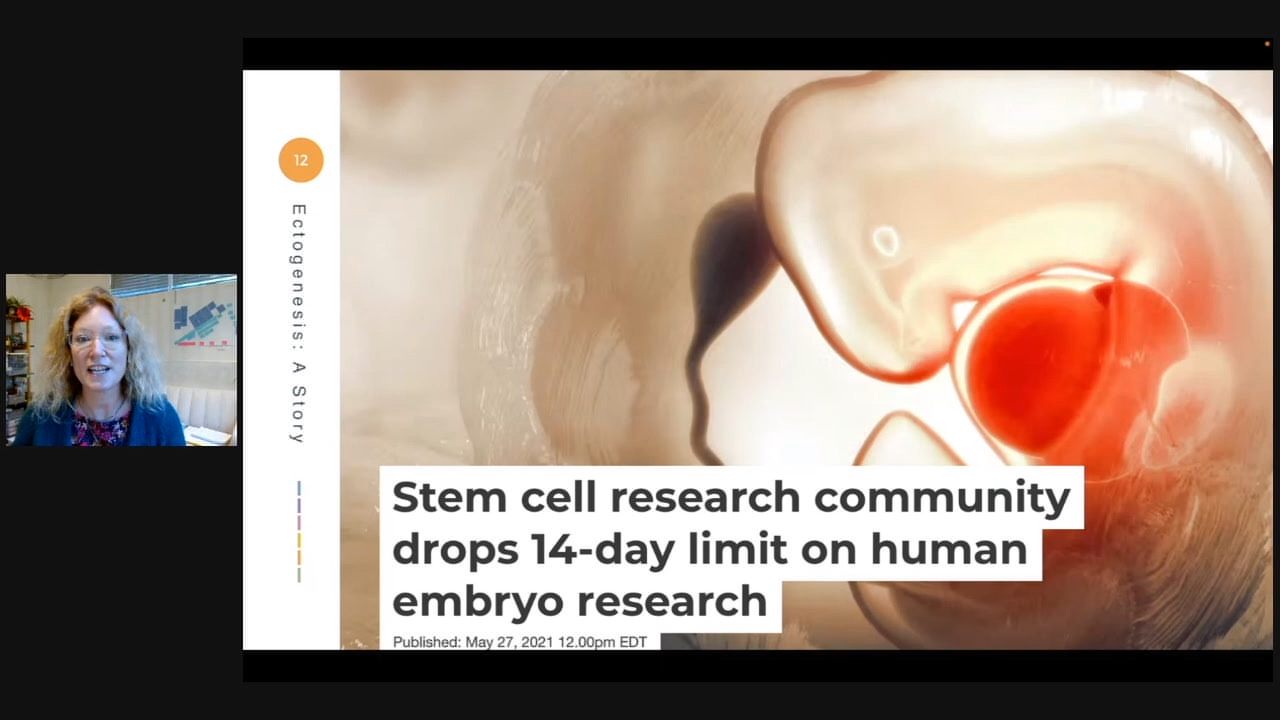 12
Ectogenesis: A Story
Stem cell research community
drops 14-day limit on human
embryo research
Published: May 27, 2021 12.00pm EDT